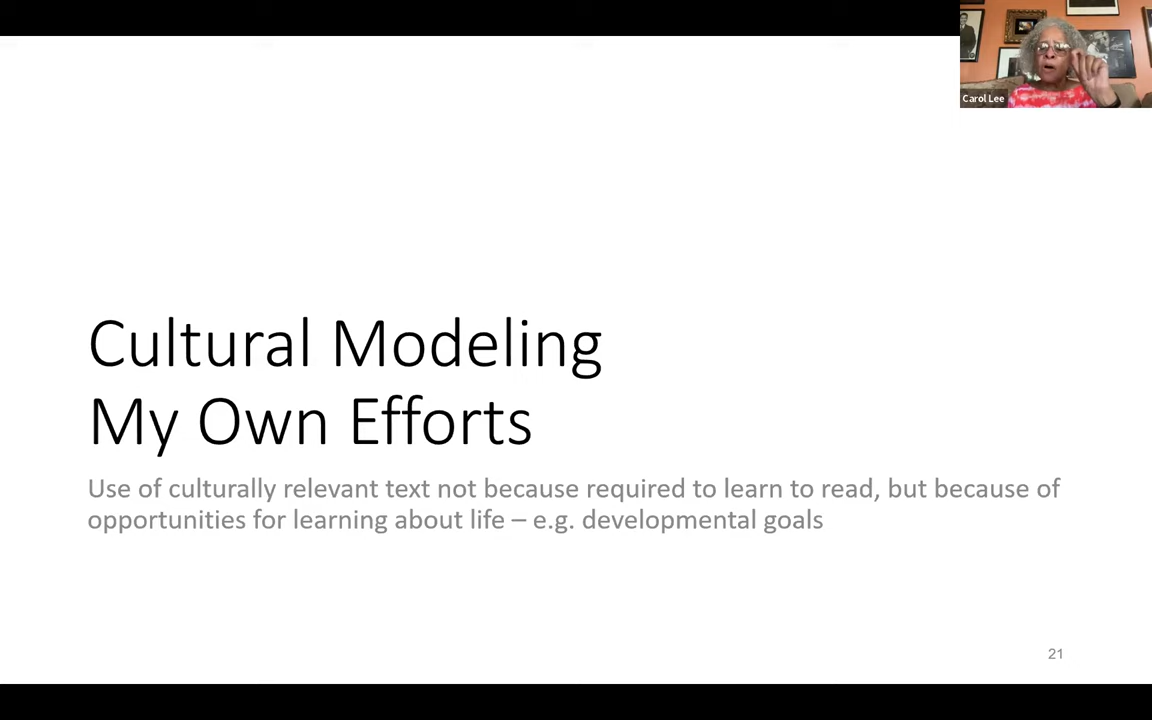 Carol Lee
Cultural Modeling
My Own Efforts
Use of culturally relevant text not because required to learn to read, but because of
opportunities for learning about life – e.g. developmental goals
21